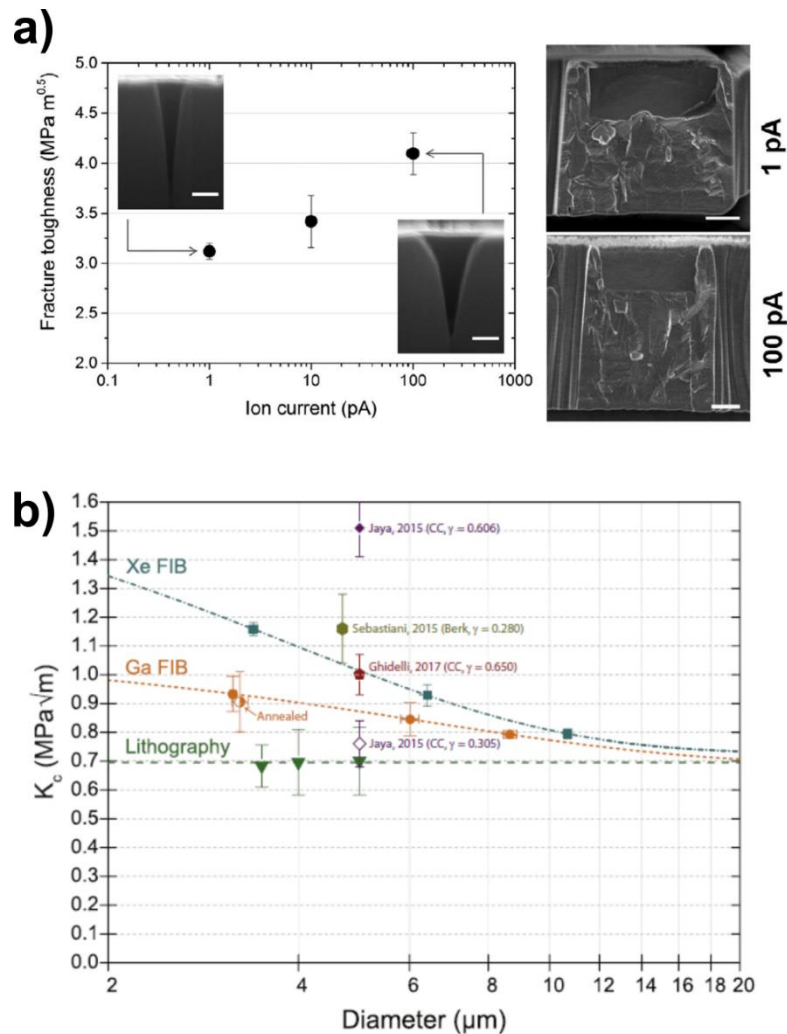 a)
Fracture toughness (MPa m^0.5)
5.0
4.5
4.0
3.5
3.0
2.5
2.0
0.1
1
10
100
1000
Ion current (pA)
1 pA
100 pA
b)
K_c (MPa√m)
1.6
1.5
1.4
1.3
1.2
1.1
1.0
0.9
0.8
0.7
0.6
0.5
0.4
0.3
0.2
0.1
0.0
Jaya, 2015 (CC, γ = 0.606)
Xe FIB
Sebastiani, 2015 (Berk, γ = 0.280)
Ghidelli, 2017 (CC, γ = 0.650)
Ga FIB
Annealed
Lithography
Jaya, 2015 (CC, γ = 0.305)
2
4
6
8
10
12
14
16
18
20
Diameter (μm)